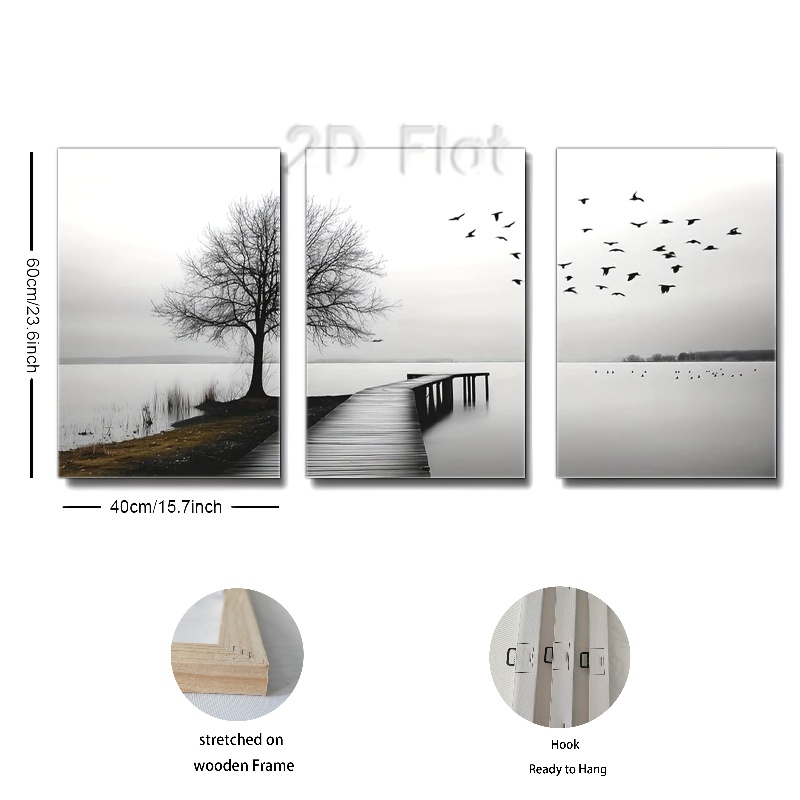 2D Flat
60cm/23.6inch
40cm/15.7inch
stretched on
wooden Frame
Hook
Ready to Hang